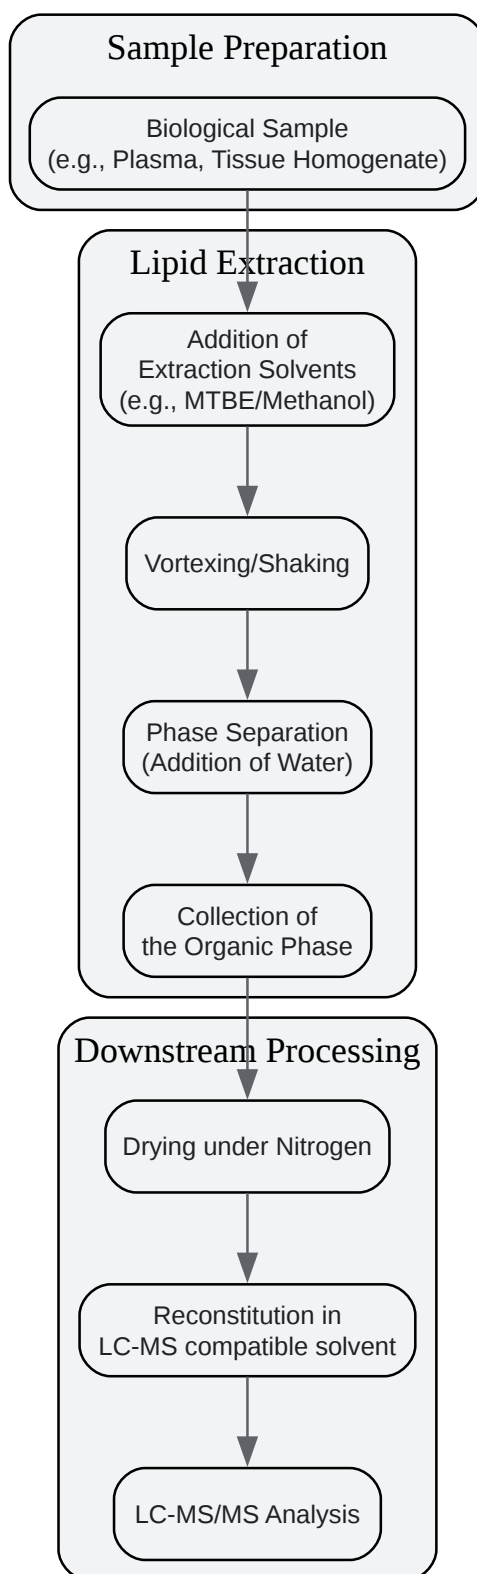 Sample Preparation
Biological Sample
(e.g., Plasma, Tissue Homogenate)
Lipid Extraction
Addition of
Extraction Solvents
(e.g., MTBE/Methanol)
Vortexing/Shaking
Phase Separation
(Addition of Water)
Collection of
the Organic Phase
Downstream Processing
Drying under Nitrogen
Reconstitution in
LC-MS compatible solvent
LC-MS/MS Analysis